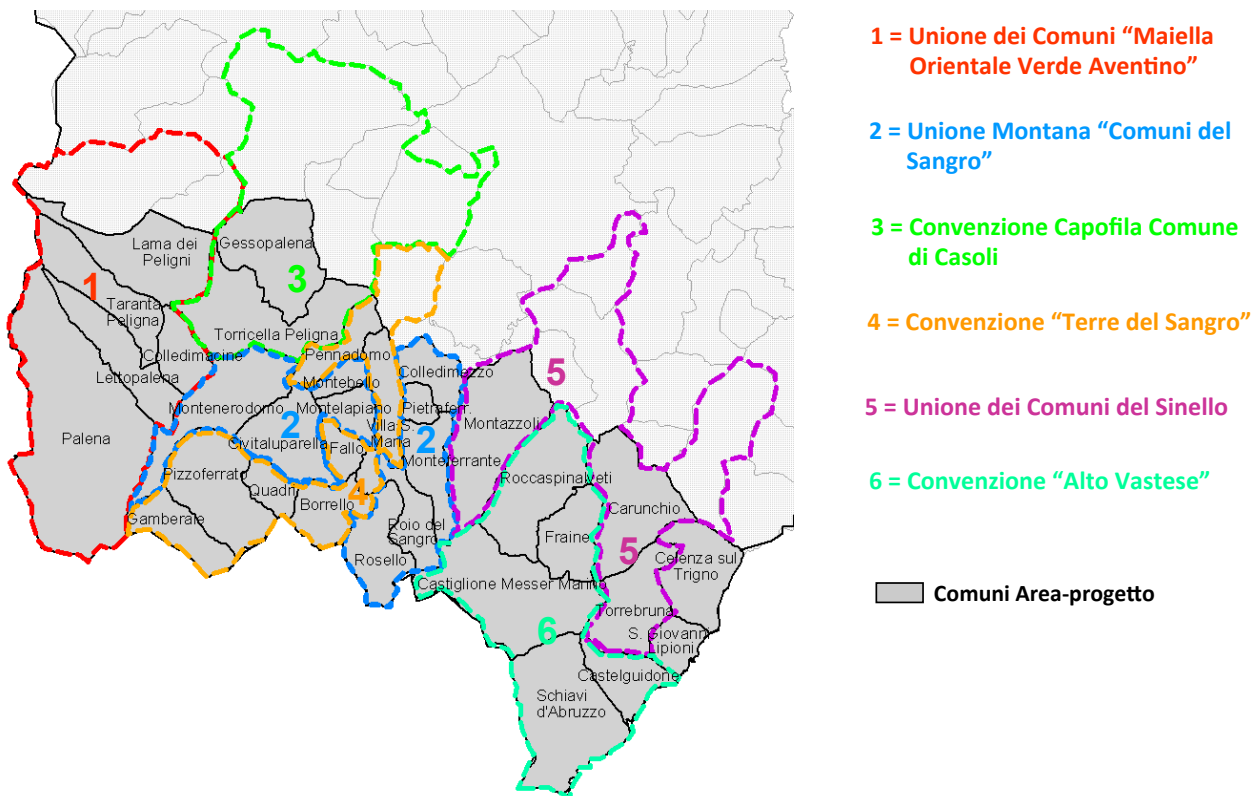 1 = Unione dei Comuni “Maiella
Orientale Verde Aventino”
2 = Unione Montana “Comuni del
Sangro”
3 = Convenzione Capofila Comune
di Casoli
4 = Convenzione “Terre del Sangro”
5 = Unione dei Comuni del Sinello
6 = Convenzione “Alto Vastese”
Comuni Area-progetto
Lama dei
Peligni
Gessopalena
3
1
Taranta
Peligna
Torricella Peligna
Colledimacine
Lettopalena
Pennadomo
Montebello
Colledimezzo
5
Montenerodomo
Montelapiano
Pietraferr.
Montazzoli
Palena
2
Civitaluparella
Villa S.
Maria
2
Fallo
Monteferrante
Pizzoferrato
Quadri
4
Borrello
Gamberale
Roccaspinalveti
Carunchio
Roio del
Sangro
Rosello
Fraine
5
Celenza sul
Trigno
Castiglione Messer Marino
Torrebruna
6
S. Giovanni
Lipioni
Castelguidone
Schiavi
d'Abruzzo